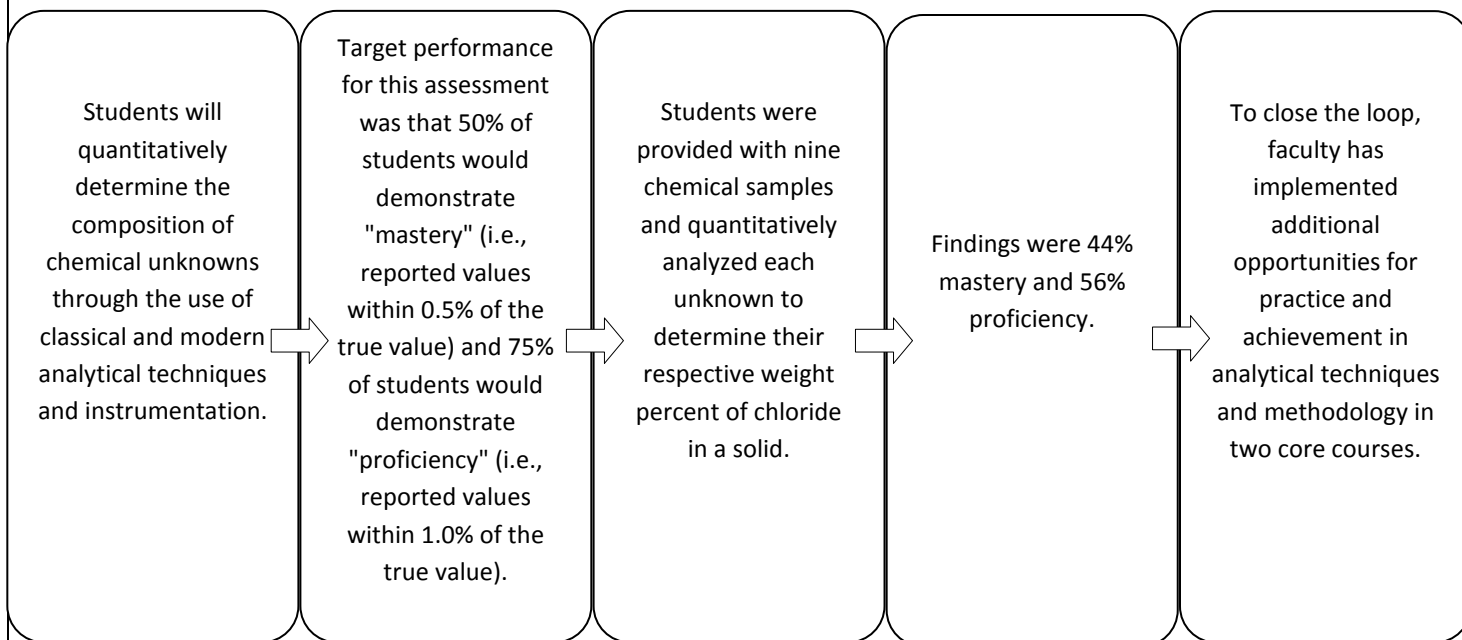 Students will
quantitatively
determine the
composition of
chemical unknowns
through the use of
classical and modern
analytical techniques
and instrumentation.
Target performance
for this assessment
was that 50% of
students would
demonstrate
"mastery" (i.e.,
reported values
within 0.5% of the
true value) and 75%
of students would
demonstrate
"proficiency" (i.e.,
reported values
within 1.0% of the
true value).
Students were
provided with nine
chemical samples
and quantitatively
analyzed each
unknown to
determine their
respective weight
percent of chloride
in a solid.
Findings were 44%
mastery and 56%
proficiency.
To close the loop,
faculty has
implemented
additional
opportunities for
practice and
achievement in
analytical techniques
and methodology in
two core courses.